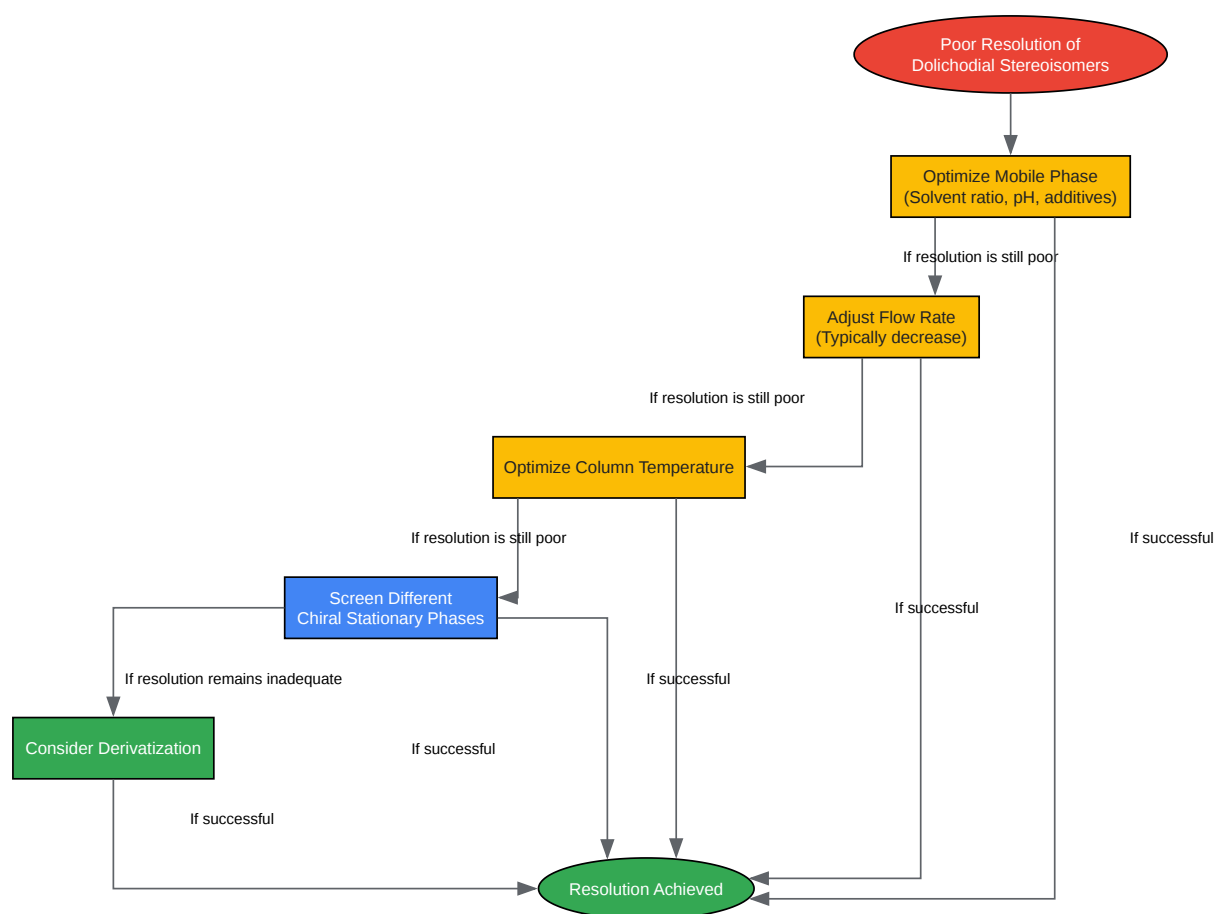 Poor Resolution of
Dolichodial Stereoisomers
Optimize Mobile Phase
(Solvent ratio, pH, additives)
If resolution is still poor
Adjust Flow Rate
(Typically decrease)
If resolution is still poor
Optimize Column Temperature
If resolution is still poor
If successful
Screen Different
Chiral Stationary Phases
If successful
If resolution remains inadequate
If successful
Consider Derivatization
If successful
If successful
Resolution Achieved